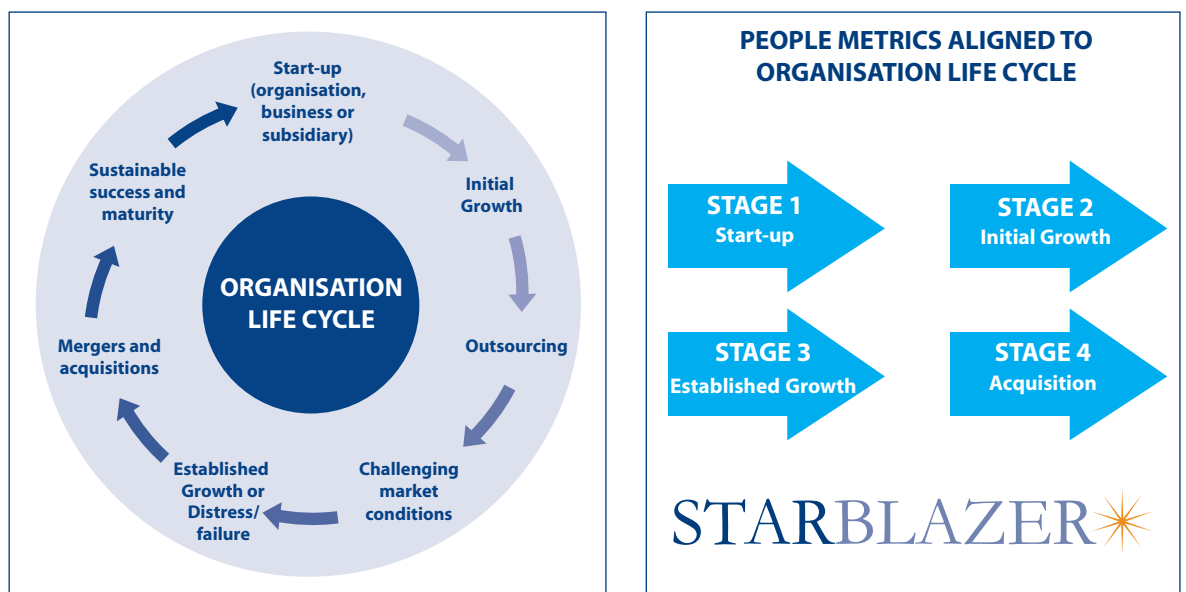 Start-up
(organisation,
business or
subsidiary)
Initial
Growth
Outsourcing
Challenging
market
conditions
Established
Growth or
Distress/
failure
Mergers and
acquisitions
Sustainable
success and
maturity
ORGANISATION
LIFE CYCLE
PEOPLE METRICS ALIGNED TO
ORGANISATION LIFE CYCLE
STAGE 1
Start-up
STAGE 2
Initial Growth
STAGE 3
Established Growth
STAGE 4
Acquisition
STARBLAZER